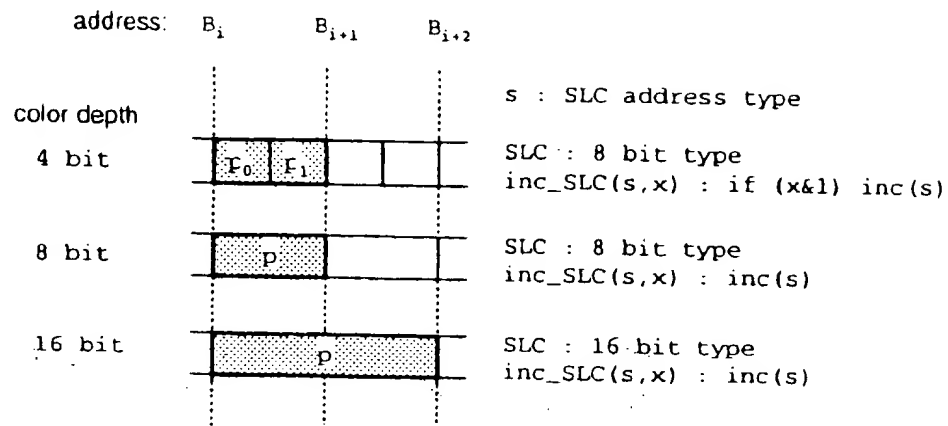 address: B_i B_{i+1} B_{i+2}
s : SLC address type
color depth
4 bit p_0 p_1 SLC : 8 bit type
inc_SLC(s,x) : if (x&1) inc(s)
8 bit p SLC : 8 bit type
inc_SLC(s,x) : inc(s)
16 bit p SLC : 16 bit type
inc_SLC(s,x) : inc(s)